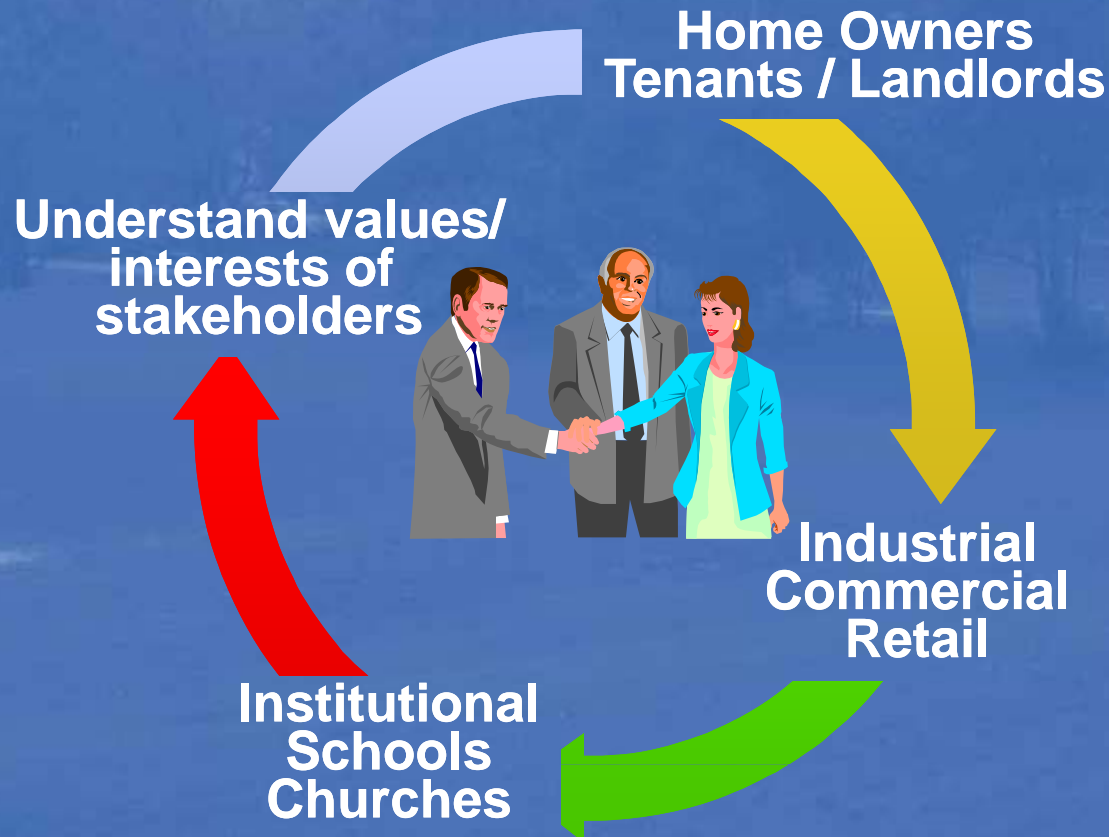 Home Owners
Tenants / Landlords
Understand values/
interests of
stakeholders
Industrial
Commercial
Retail
Institutional
Schools
Churches